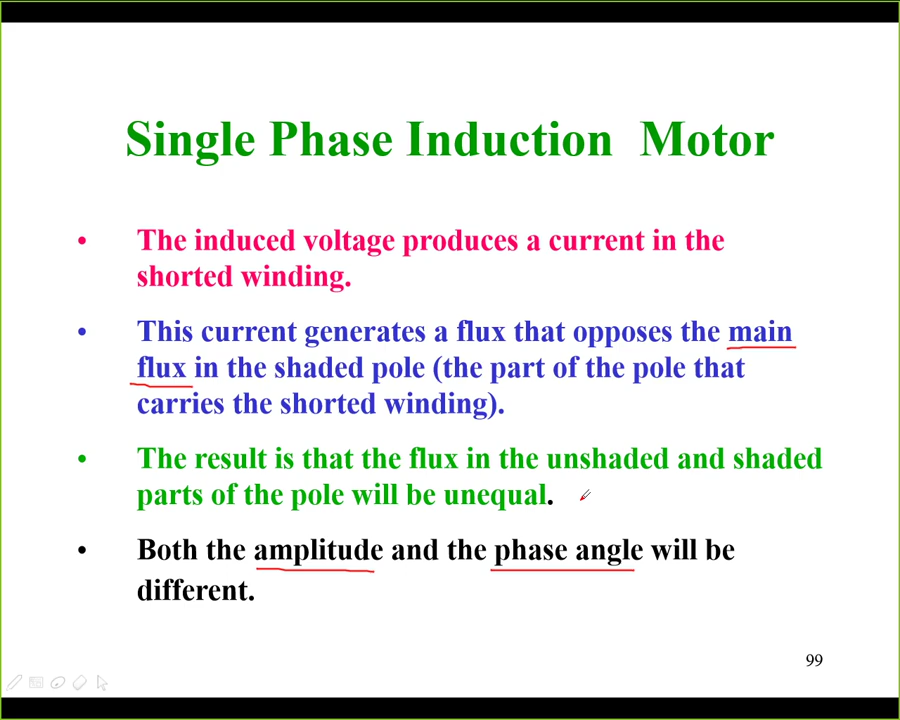 Single Phase Induction Motor
• The induced voltage produces a current in the
shorted winding.
• This current generates a flux that opposes the main
flux in the shaded pole (the part of the pole that
carries the shorted winding).
• The result is that the flux in the unshaded and shaded
parts of the pole will be unequal.
• Both the amplitude and the phase angle will be
different.
99